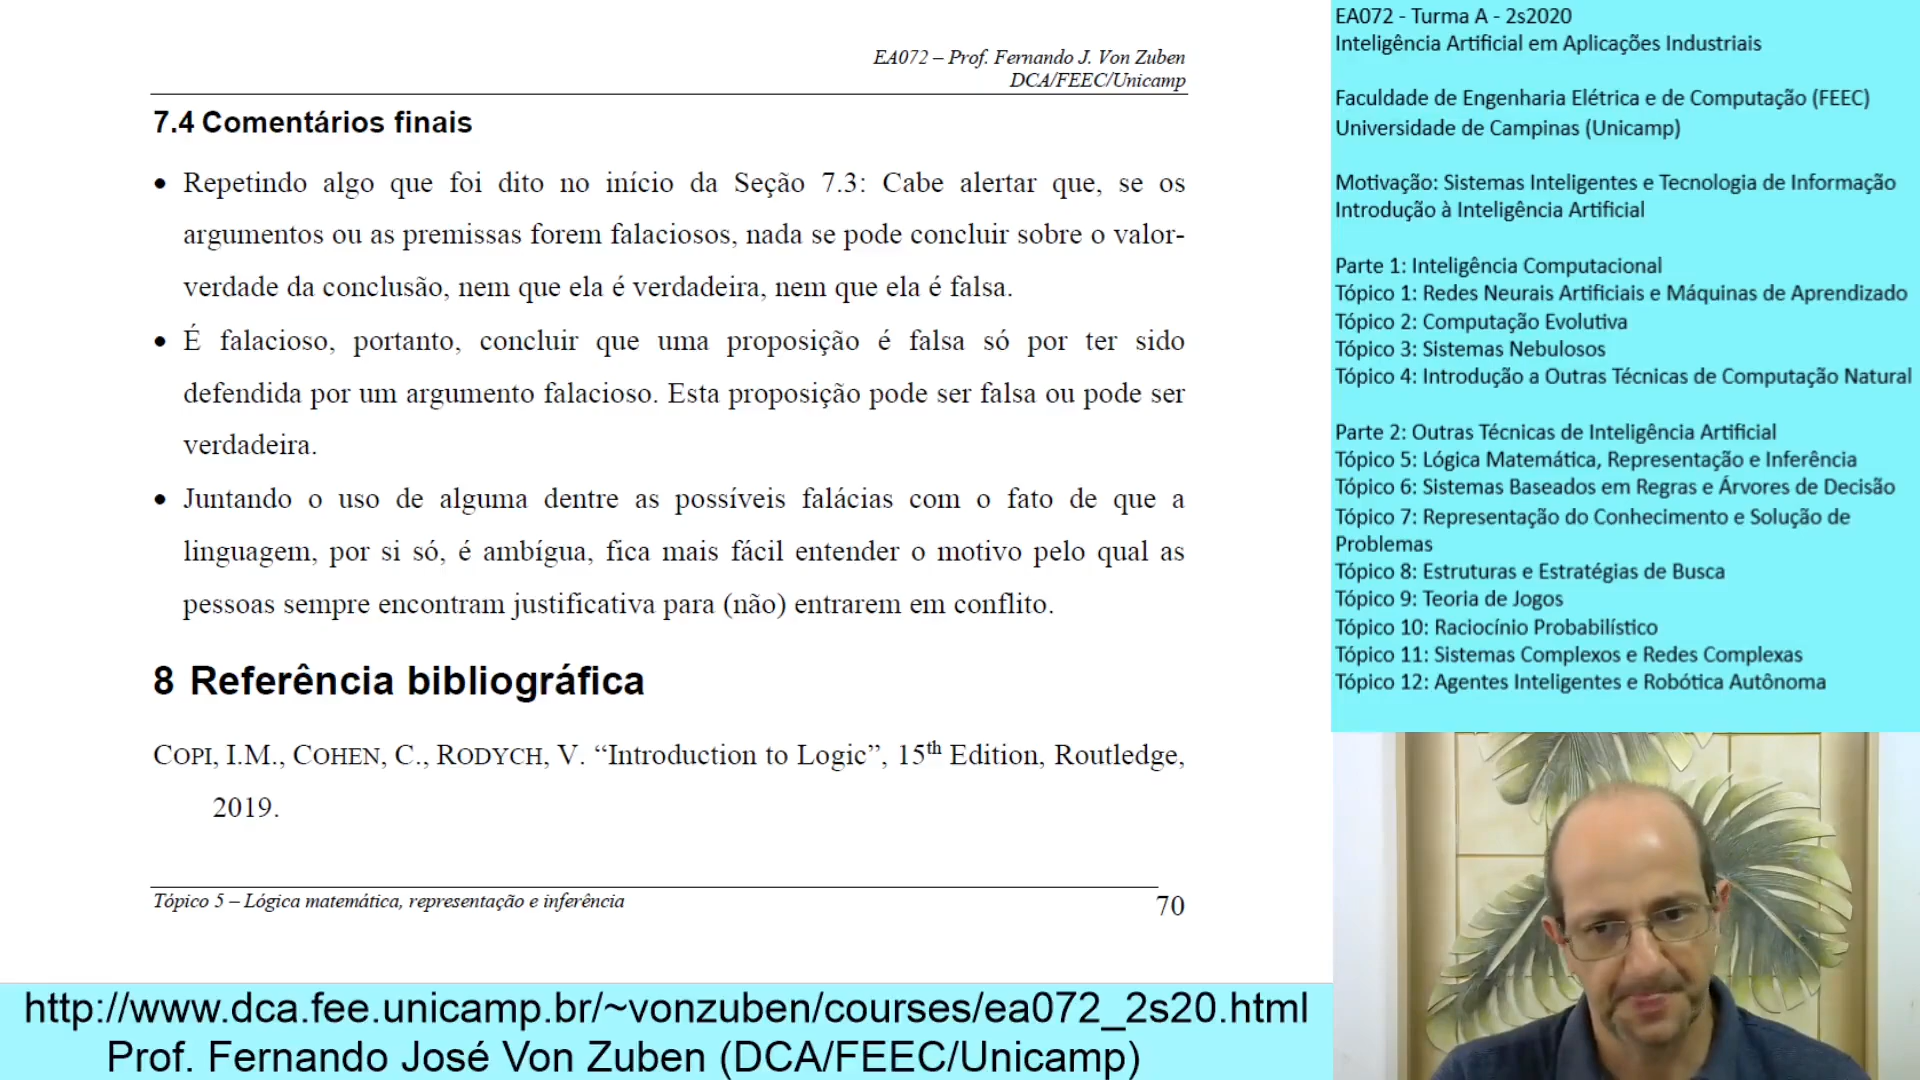 EA072 – Prof. Fernando J. Von Zuben
DCA/FEEC/Unicamp
7.4 Comentários finais
• Repetindo algo que foi dito no início da Seção 7.3: Cabe alertar que, se os
argumentos ou as premissas forem falaciosos, nada se pode concluir sobre o valor-
verdade da conclusão, nem que ela é verdadeira, nem que ela é falsa.
• É falacioso, portanto, concluir que uma proposição é falsa só por ter sido
defendida por um argumento falacioso. Esta proposição pode ser falsa ou pode ser
verdadeira.
• Juntando o uso de alguma dentre as possíveis falácias com o fato de que a
linguagem, por si só, é ambígua, fica mais fácil entender o motivo pelo qual as
pessoas sempre encontram justificativa para (não) entrarem em conflito.
8 Referência bibliográfica
COPI, I.M., COHEN, C., RODYCH, V. “Introduction to Logic”, 15th Edition, Routledge,
2019.
Tópico 5 – Lógica matemática, representação e inferência
70
EA072 - Turma A - 2s2020
Inteligência Artificial em Aplicações Industriais
Faculdade de Engenharia Elétrica e de Computação (FEEC)
Universidade de Campinas (Unicamp)
Motivação: Sistemas Inteligentes e Tecnologia de Informação
Introdução à Inteligência Artificial
Parte 1: Inteligência Computacional
Tópico 1: Redes Neurais Artificiais e Máquinas de Aprendizado
Tópico 2: Computação Evolutiva
Tópico 3: Sistemas Nebulosos
Tópico 4: Introdução a Outras Técnicas de Computação Natural
Parte 2: Outras Técnicas de Inteligência Artificial
Tópico 5: Lógica Matemática, Representação e Inferência
Tópico 6: Sistemas Baseados em Regras e Árvores de Decisão
Tópico 7: Representação do Conhecimento e Solução de
Problemas
Tópico 8: Estruturas e Estratégias de Busca
Tópico 9: Teoria de Jogos
Tópico 10: Raciocínio Probabilístico
Tópico 11: Sistemas Complexos e Redes Complexas
Tópico 12: Agentes Inteligentes e Robótica Autônoma
http://www.dca.fee.unicamp.br/~vonzuben/courses/ea072_2s20.html
Prof. Fernando José Von Zuben (DCA/FEEC/Unicamp)